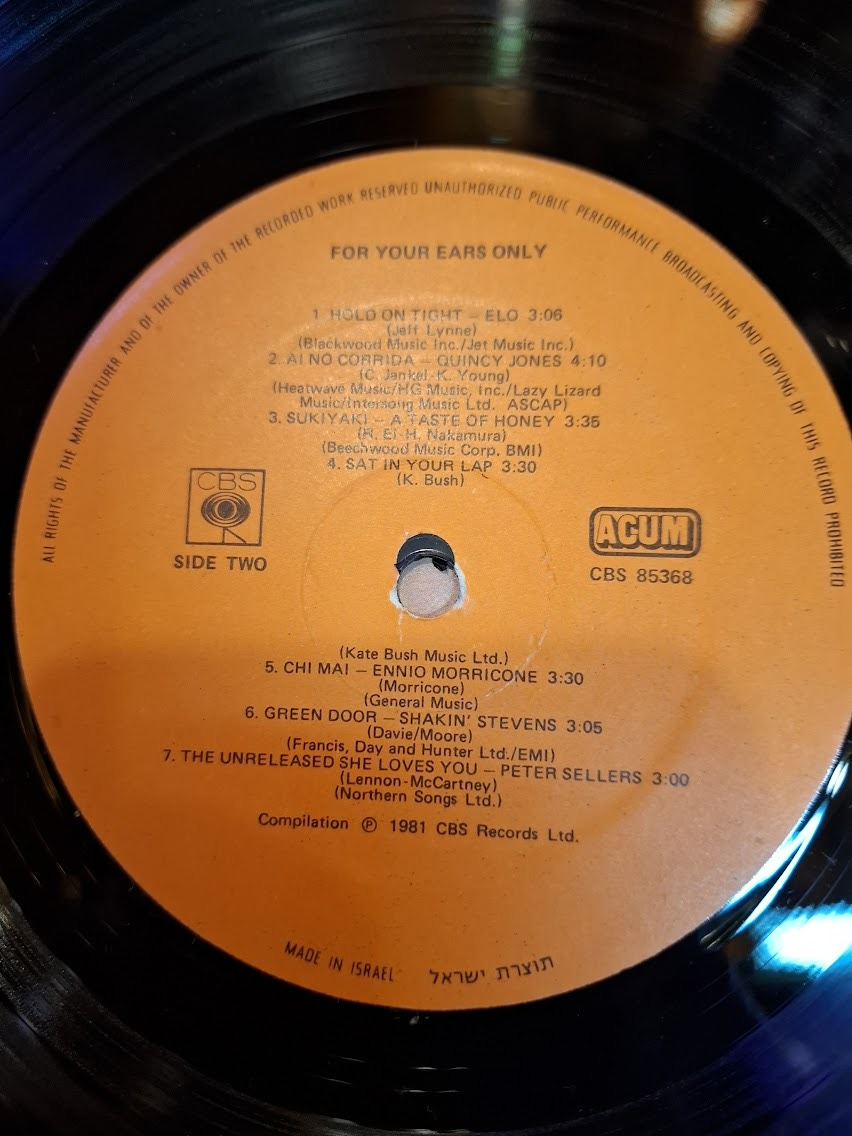 ALL RIGHTS OF THE MANUFACTURER AND OF THE OWNER OF THE RECORDED WORK RESERVED UNAUTHORIZED PUBLIC PERFORMANCE BROADCASTING AND COPYING OF THIS RECORD PROHIBITED
FOR YOUR EARS ONLY
1. HOLD ON TIGHT – ELO 3:06
(Jeff Lynne)
(Blackwood Music Inc./Jet Music Inc.)
2. AI NO CORRIDA – QUINCY JONES 4:10
(C. Jankel-K. Young)
(Heatwave Music/HG Music, Inc./Lazy Lizard
Music/Intersong Music Ltd. ASCAP)
3. SUKIYAKI – A TASTE OF HONEY 3:35
(R. Ei-H. Nakamura)
(Beechwood Music Corp. BMI)
4. SAT IN YOUR LAP 3:30
(K. Bush)
CBS
SIDE TWO
ACUM
CBS 85368
(Kate Bush Music Ltd.)
5. CHI MAI – ENNIO MORRICONE 3:30
(Morricone)
(General Music)
6. GREEN DOOR – SHAKIN' STEVENS 3:05
(Davie/Moore)
(Francis, Day and Hunter Ltd./EMI)
7. THE UNRELEASED SHE LOVES YOU – PETER SELLERS 3:00
(Lennon-McCartney)
(Northern Songs Ltd.)
Compilation ℗ 1981 CBS Records Ltd.
MADE IN ISRAEL תוצרת ישראל